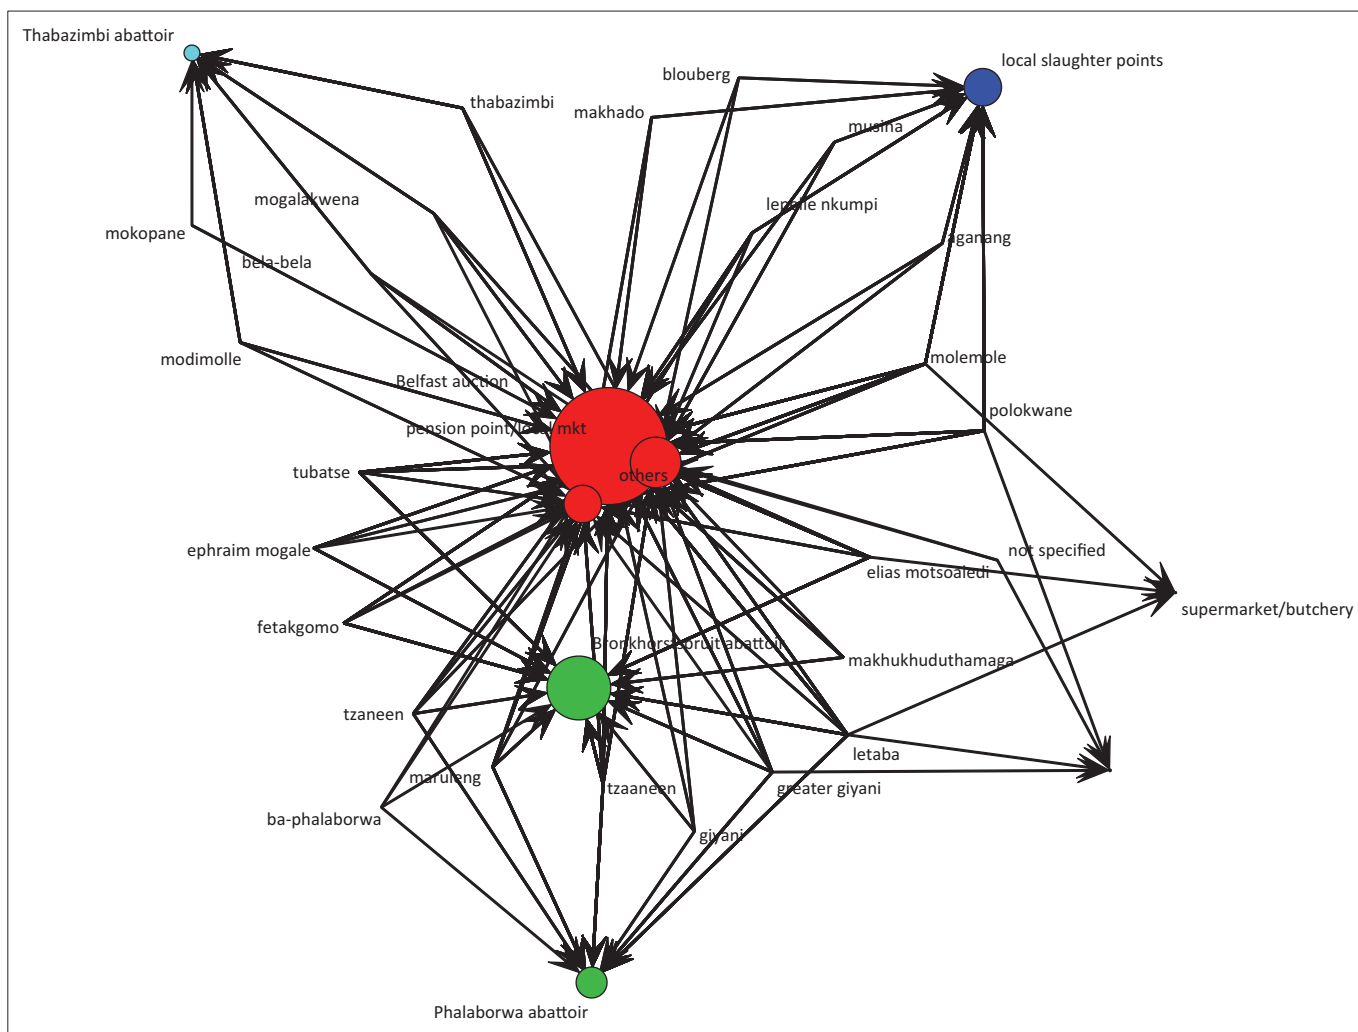 Thabazimbi abattoir
local slaughter points
blouberg
thabazimbi
makhado
musina
mogalakwena
lepelle nkumpi
mokopane
aganang
bela-bela
modimolle
molemole
Belfast auction
polokwane
pension point/local mkt
tubatse
others
ephraim mogale
not specified
elias motsoaledi
supermarket/butchery
fetakgomo
Bronkhorstspruit abattoir
makhukhuduthamaga
tzaneen
letaba
maruleng
tzaaneen
greater giyani
ba-phalaborwa
giyani
Phalaborwa abattoir